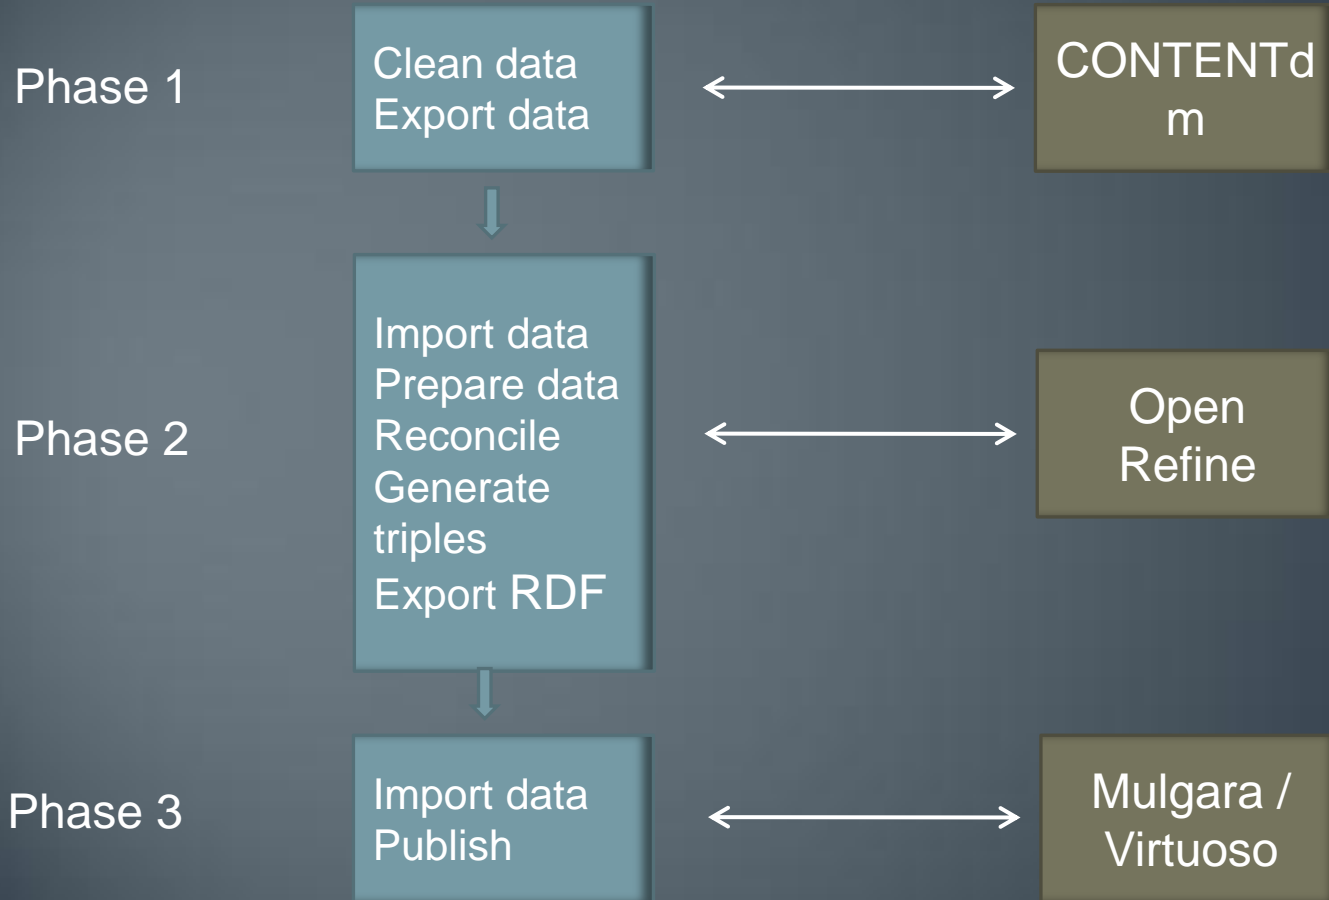 Phase 1
Clean data
Export data
CONTENTd
m
Phase 2
Import data
Prepare data
Reconcile
Generate
triples
Export RDF
Open
Refine
Phase 3
Import data
Publish
Mulgara /
Virtuoso